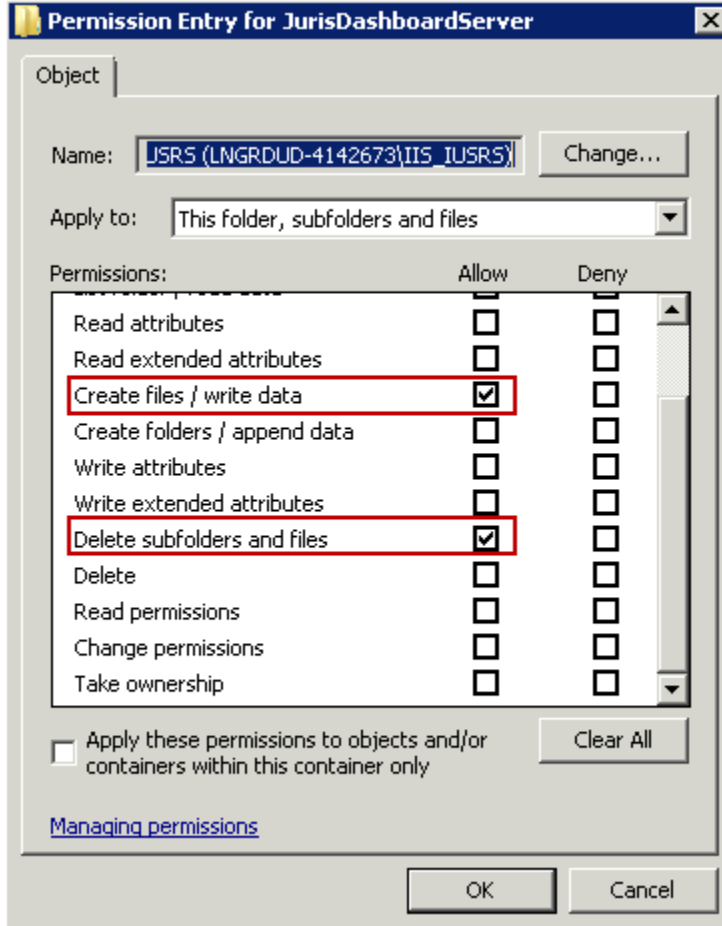 Permission Entry for JurisDashboardServer
Object
Name: JSRS (LNGRDUD-4142673\IIS_IUSRS) Change...
Apply to: This folder, subfolders and files
Permissions: Allow Deny
Read attributes
Read extended attributes
Create files / write data
Create folders / append data
Write attributes
Write extended attributes
Delete subfolders and files
Delete
Read permissions
Change permissions
Take ownership
Apply these permissions to objects and/or Clear All
containers within this container only
Managing permissions
OK Cancel